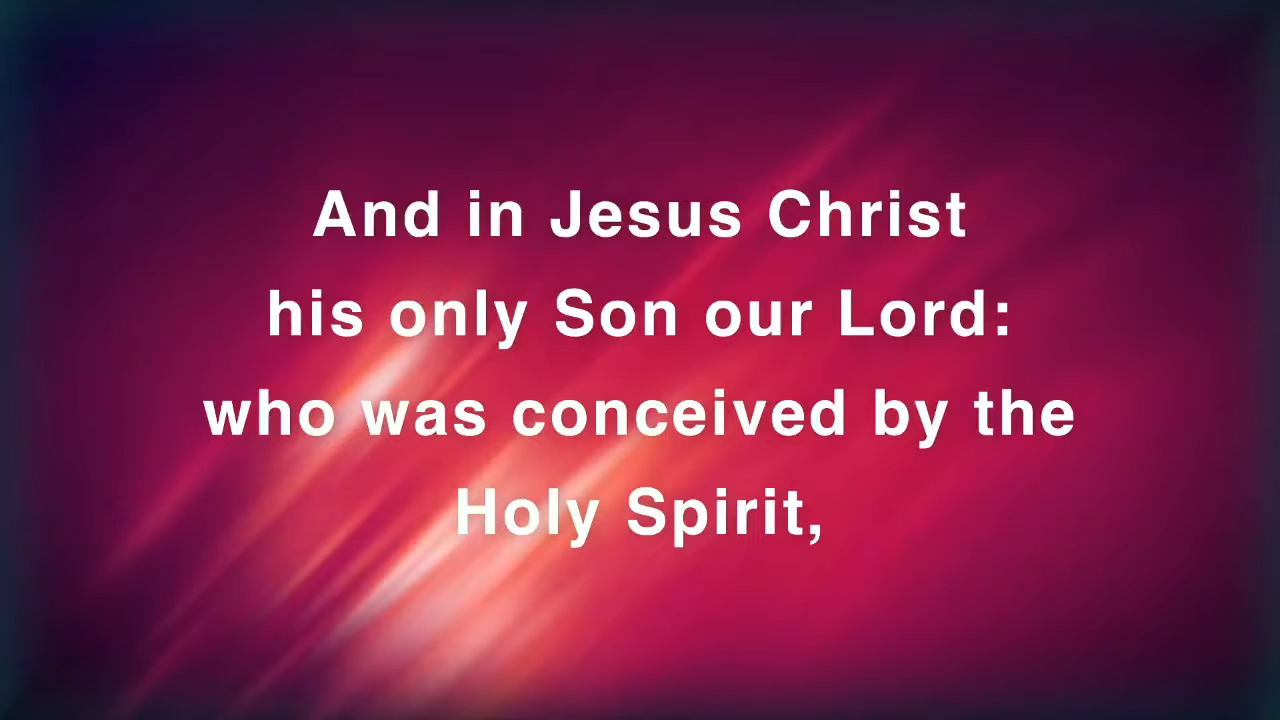 And in Jesus Christ
his only Son our Lord:
who was conceived by the
Holy Spirit,